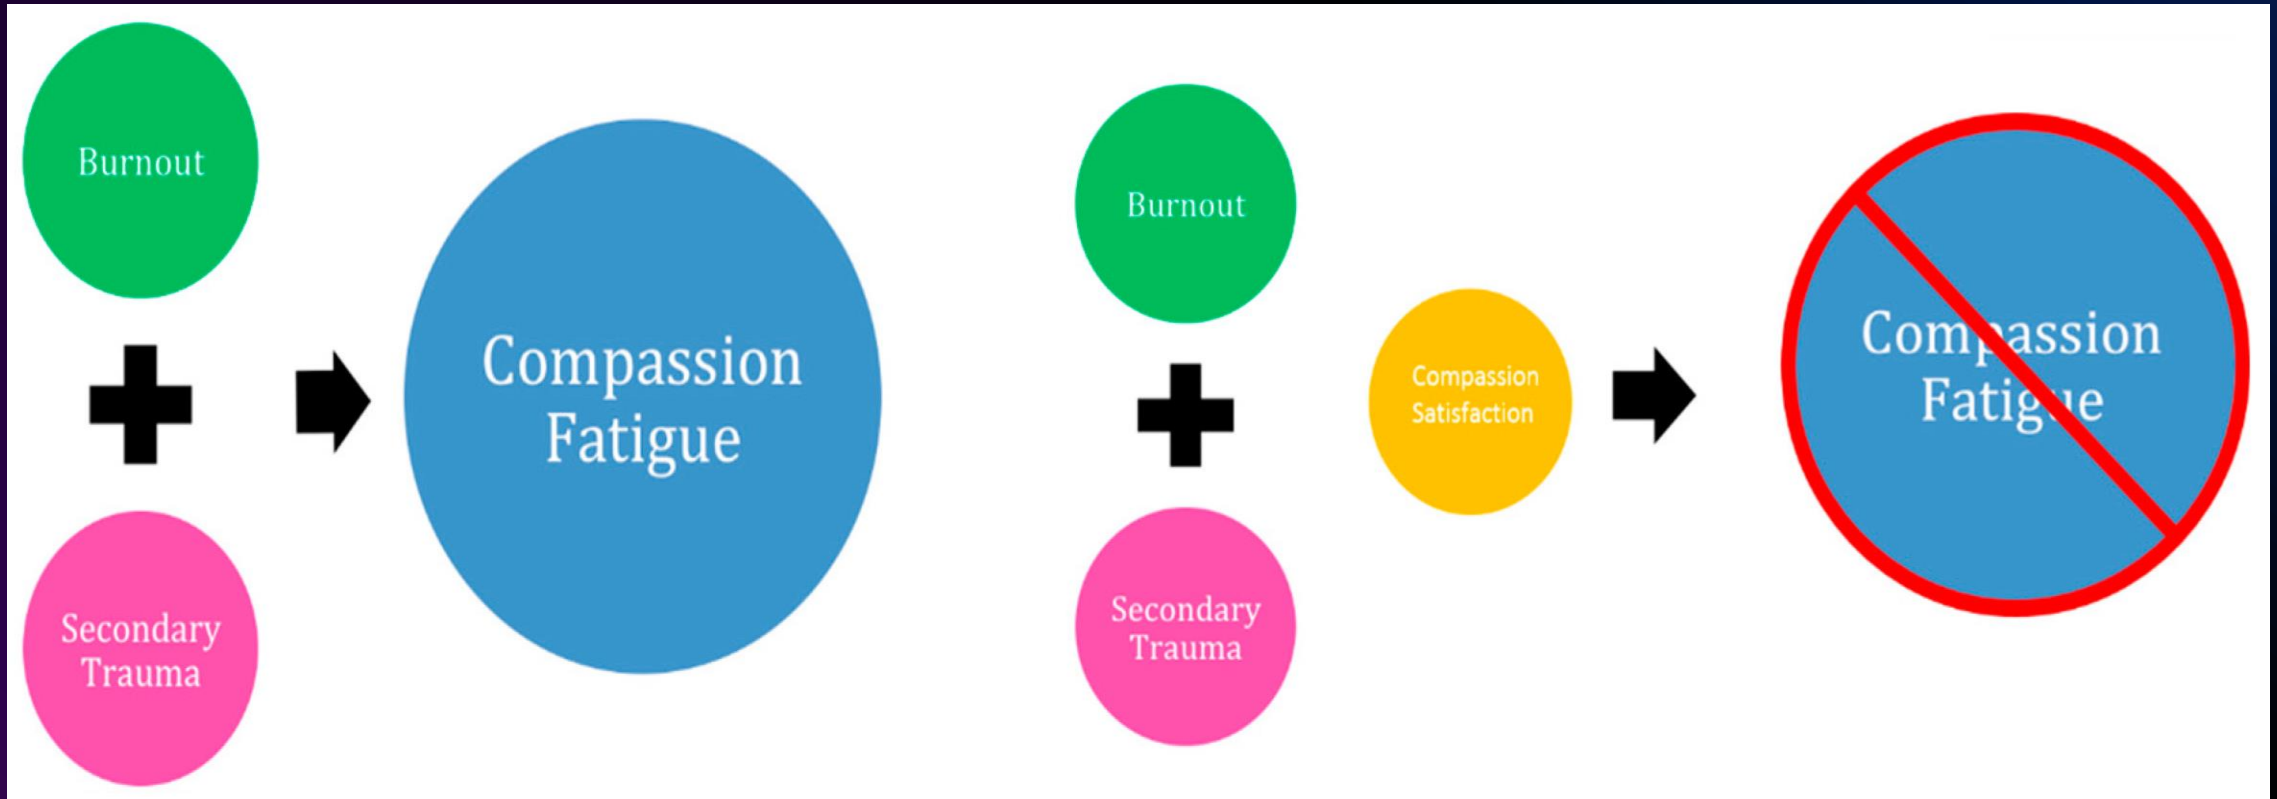 Burnout
Secondary
Trauma
Compassion
Fatigue
Burnout
Secondary
Trauma
Compassion
Satisfaction
Compassion
Fatigue